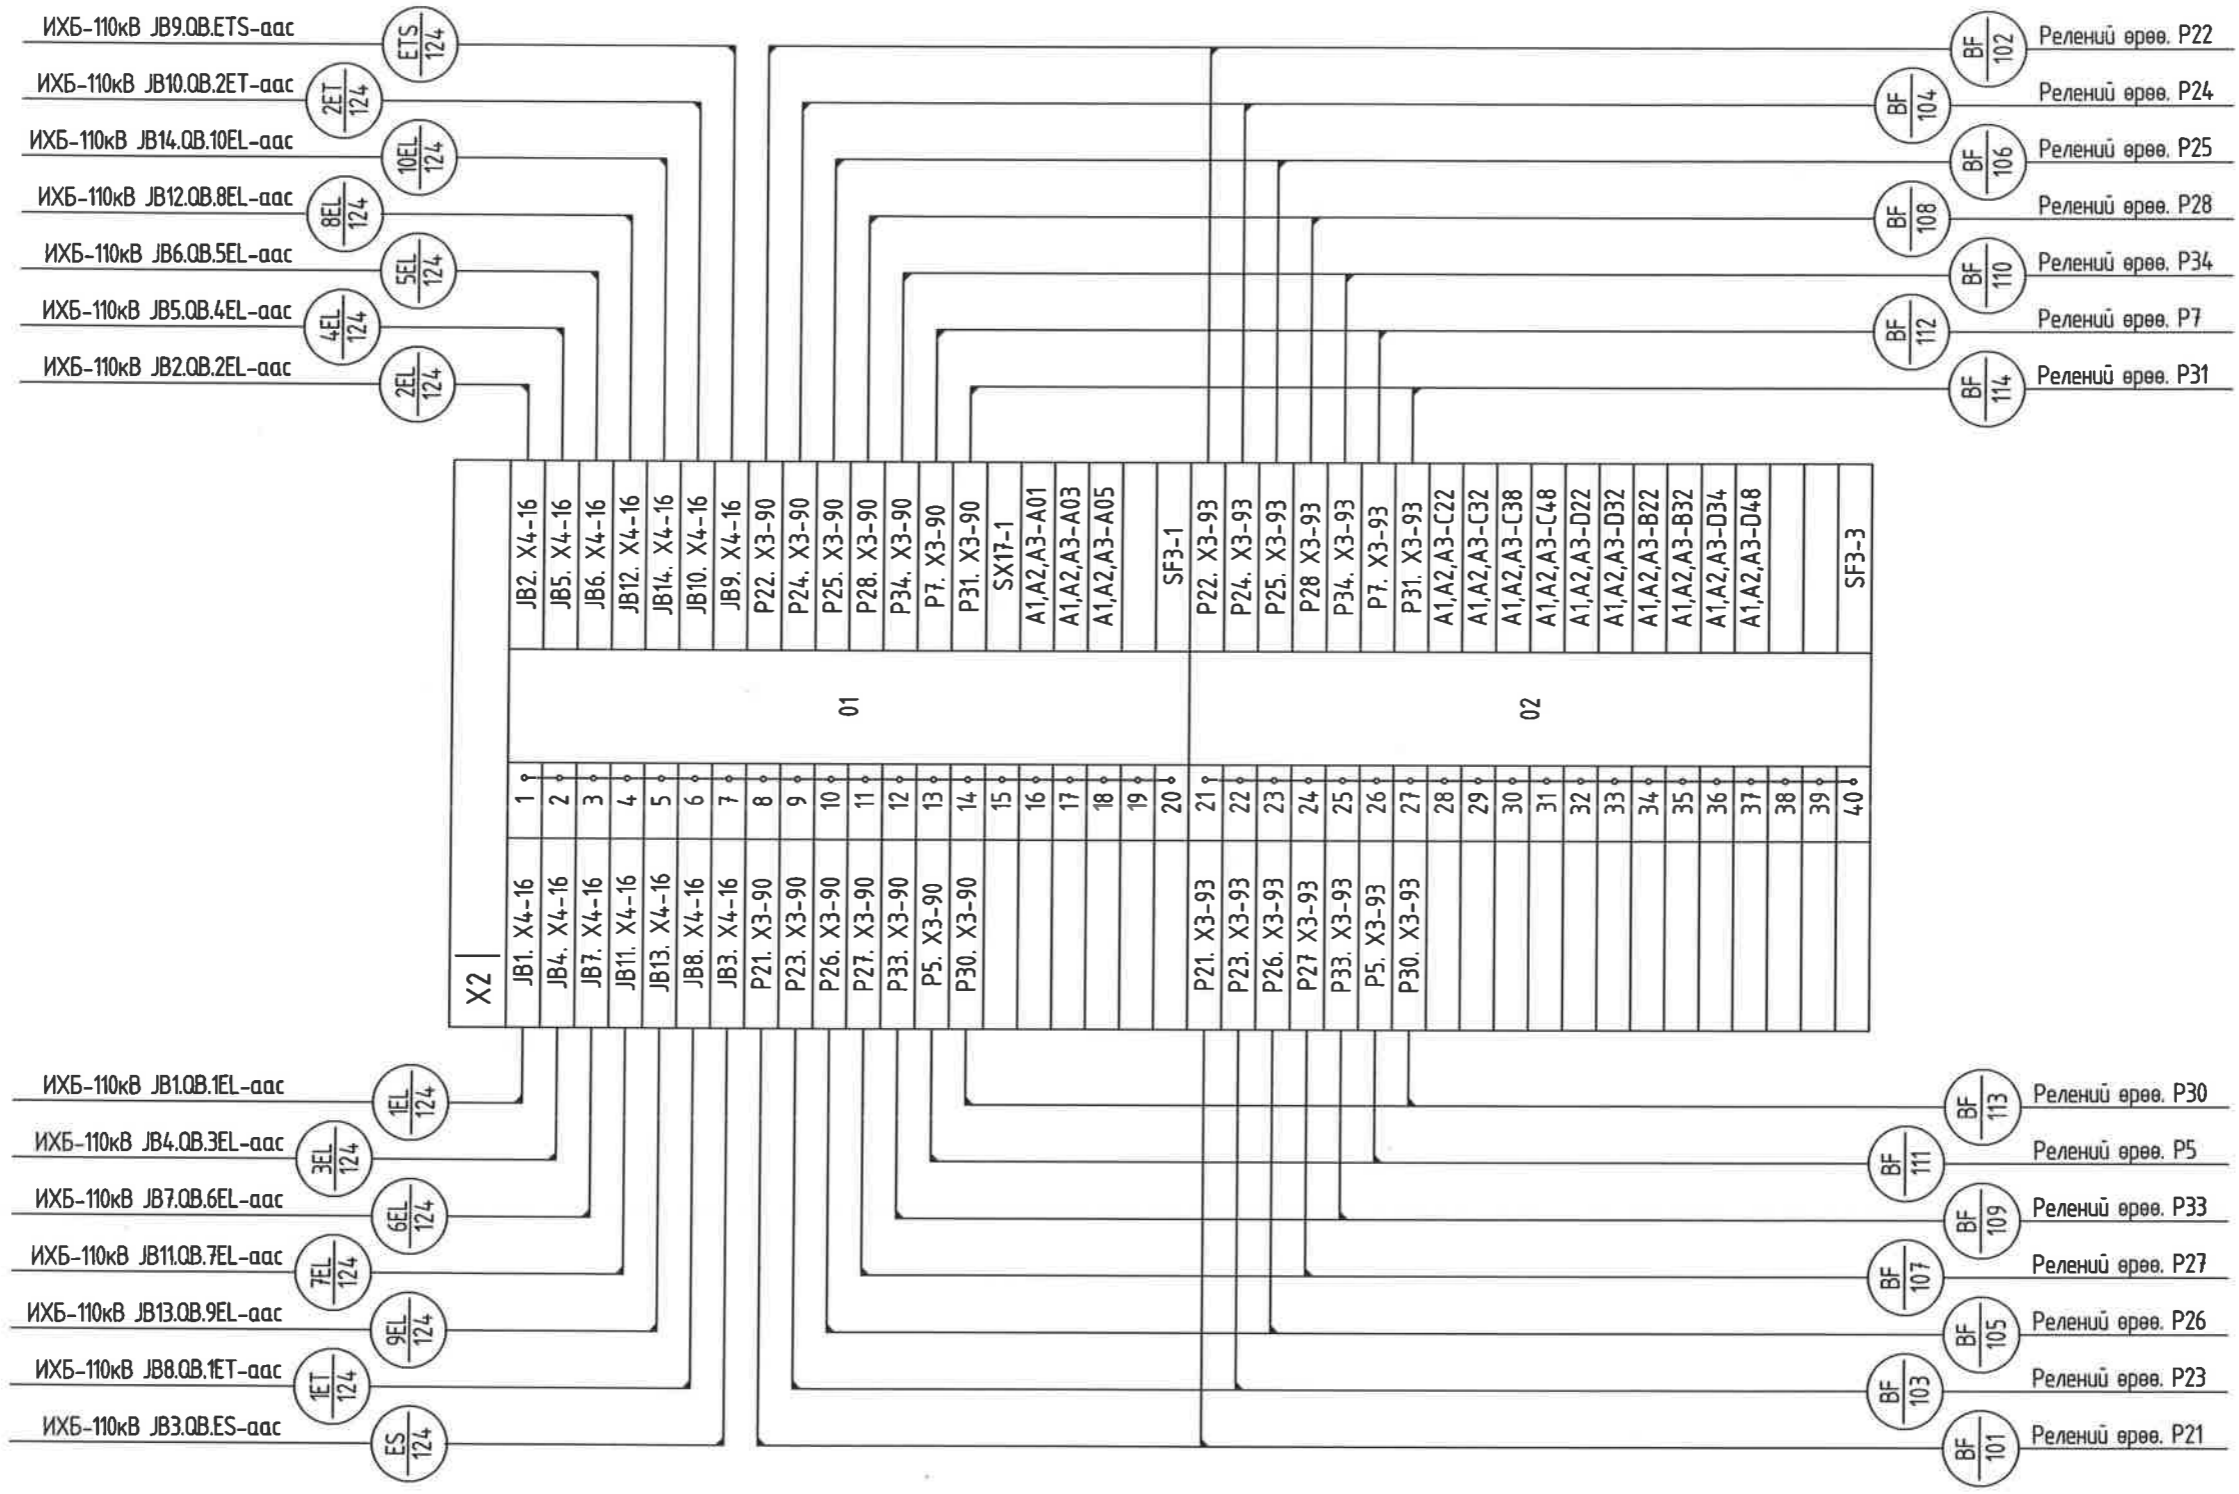 ИХБ-110кВ JB9.QB.ETS-аас
ETS
124
ИХБ-110кВ JB10.QB.2ET-аас
2ET
124
ИХБ-110кВ JB14.QB.10EL-аас
10EL
124
ИХБ-110кВ JB12.QB.8EL-аас
8EL
124
ИХБ-110кВ JB6.QB.5EL-аас
5EL
124
ИХБ-110кВ JB5.QB.4EL-аас
4EL
124
ИХБ-110кВ JB2.QB.2EL-аас
2EL
124
BF
102
Релений өрөө. P22
BF
104
Релений өрөө. P24
BF
106
Релений өрөө. P25
BF
108
Релений өрөө. P28
BF
110
Релений өрөө. P34
BF
112
Релений өрөө. P7
BF
114
Релений өрөө. P31
JB2. X4-16
JB5. X4-16
JB6. X4-16
JB12. X4-16
JB14. X4-16
JB10. X4-16
JB9. X4-16
P22. X3-90
P24. X3-90
P25. X3-90
P28. X3-90
P34. X3-90
P7. X3-90
P31. X3-90
SX17-1
A1,A2,A3-A01
A1,A2,A3-A03
A1,A2,A3-A05
SF3-1
P22. X3-93
P24. X3-93
P25. X3-93
P28 X3-93
P34. X3-93
P7. X3-93
P31. X3-93
A1,A2,A3-C22
A1,A2,A3-C32
A1,A2,A3-C38
A1,A2,A3-C48
A1,A2,A3-D22
A1,A2,A3-D32
A1,A2,A3-B22
A1,A2,A3-B32
A1,A2,A3-D34
A1,A2,A3-D48
SF3-3
01
02
1
2
3
4
5
6
7
8
9
10
11
12
13
14
15
16
17
18
19
20
21
22
23
24
25
26
27
28
29
30
31
32
33
34
35
36
37
38
39
40
X2
JB1. X4-16
JB4. X4-16
JB7. X4-16
JB11. X4-16
JB13. X4-16
JB8. X4-16
JB3. X4-16
P21. X3-90
P23. X3-90
P26. X3-90
P27. X3-90
P33. X3-90
P5. X3-90
P30. X3-90
P21. X3-93
P23. X3-93
P26. X3-93
P27 X3-93
P33. X3-93
P5. X3-93
P30. X3-93
ИХБ-110кВ JB1.QB.1EL-аас
1EL
124
ИХБ-110кВ JB4.QB.3EL-аас
3EL
124
ИХБ-110кВ JB7.QB.6EL-аас
6EL
124
ИХБ-110кВ JB11.QB.7EL-аас
7EL
124
ИХБ-110кВ JB13.QB.9EL-аас
9EL
124
ИХБ-110кВ JB8.QB.1ET-аас
1ET
124
ИХБ-110кВ JB3.QB.ES-аас
ES
124
BF
113
Релений өрөө. P30
BF
111
Релений өрөө. P5
BF
109
Релений өрөө. P33
BF
107
Релений өрөө. P27
BF
105
Релений өрөө. P26
BF
103
Релений өрөө. P23
BF
101
Релений өрөө. P21